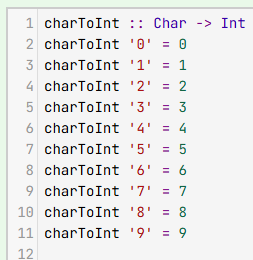 1 charToInt :: Char -> Int
2 charToInt '0' = 0
3 charToInt '1' = 1
4 charToInt '2' = 2
5 charToInt '3' = 3
6 charToInt '4' = 4
7 charToInt '5' = 5
8 charToInt '6' = 6
9 charToInt '7' = 7
10 charToInt '8' = 8
11 charToInt '9' = 9
12